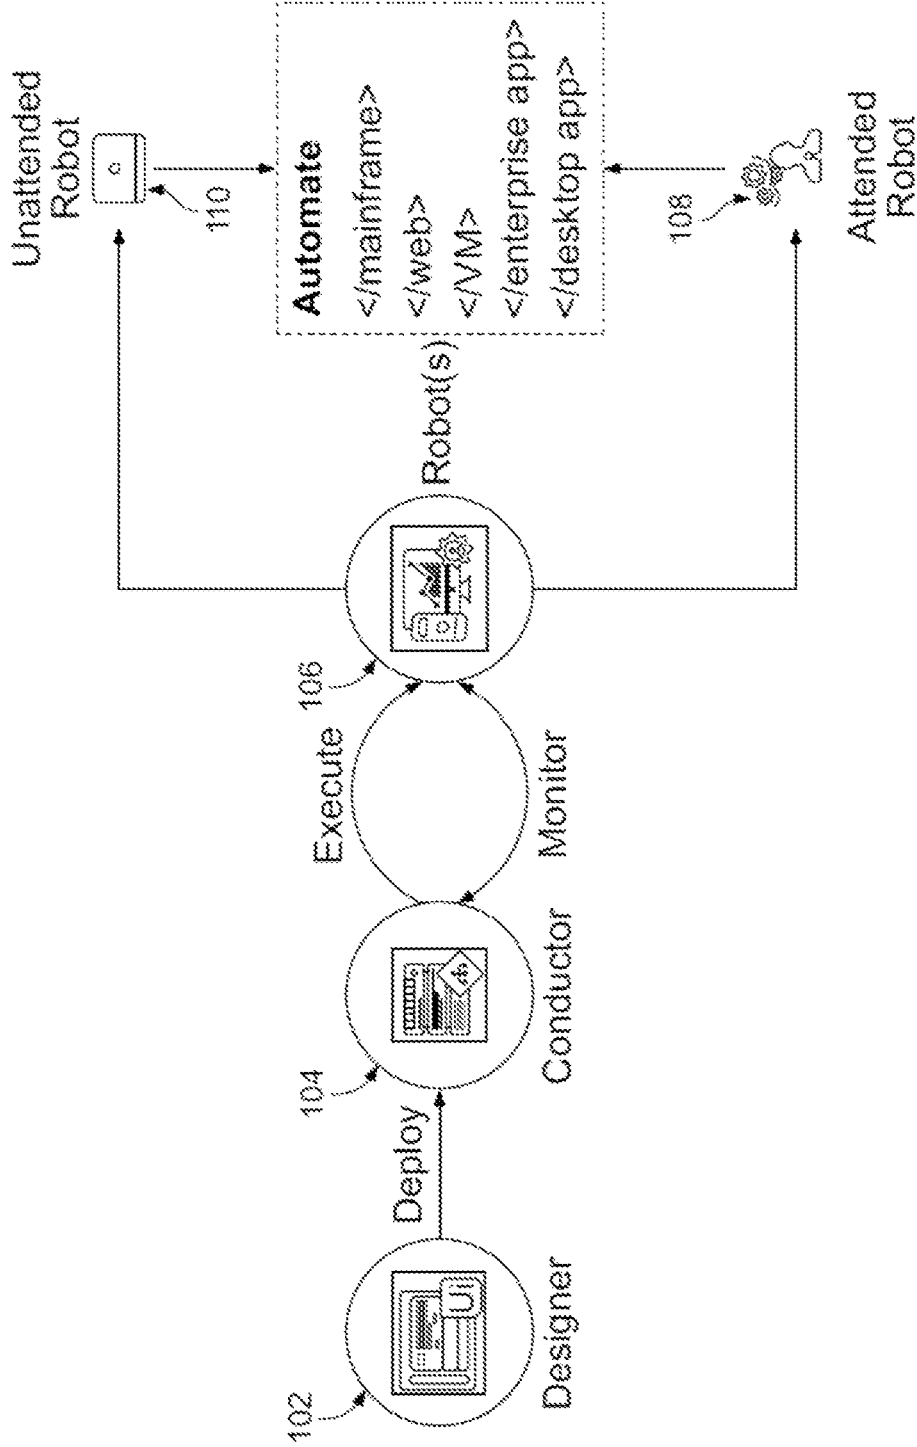 102
Designer
UI
Deploy
104
Conductor
Execute
Monitor
106
Robot(s)
Unattended
Robot
110
Automate
</mainframe>
</web>
</VM>
</enterprise app>
</desktop app>
108
Attended
Robot